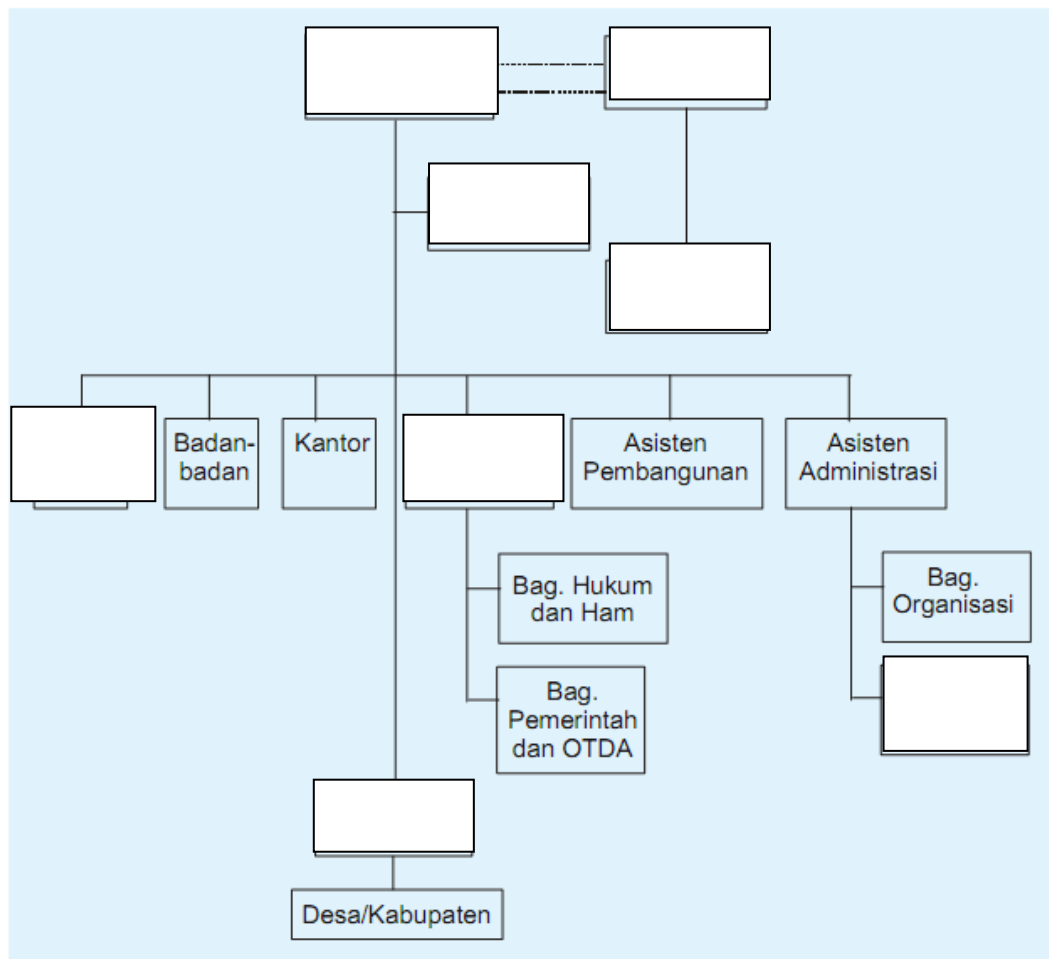 Badan-
badan
Kantor
Asisten
Pembangunan
Asisten
Administrasi
Bag. Hukum
dan Ham
Bag.
Organisasi
Bag.
Pemerintah
dan OTDA
Desa/Kabupaten